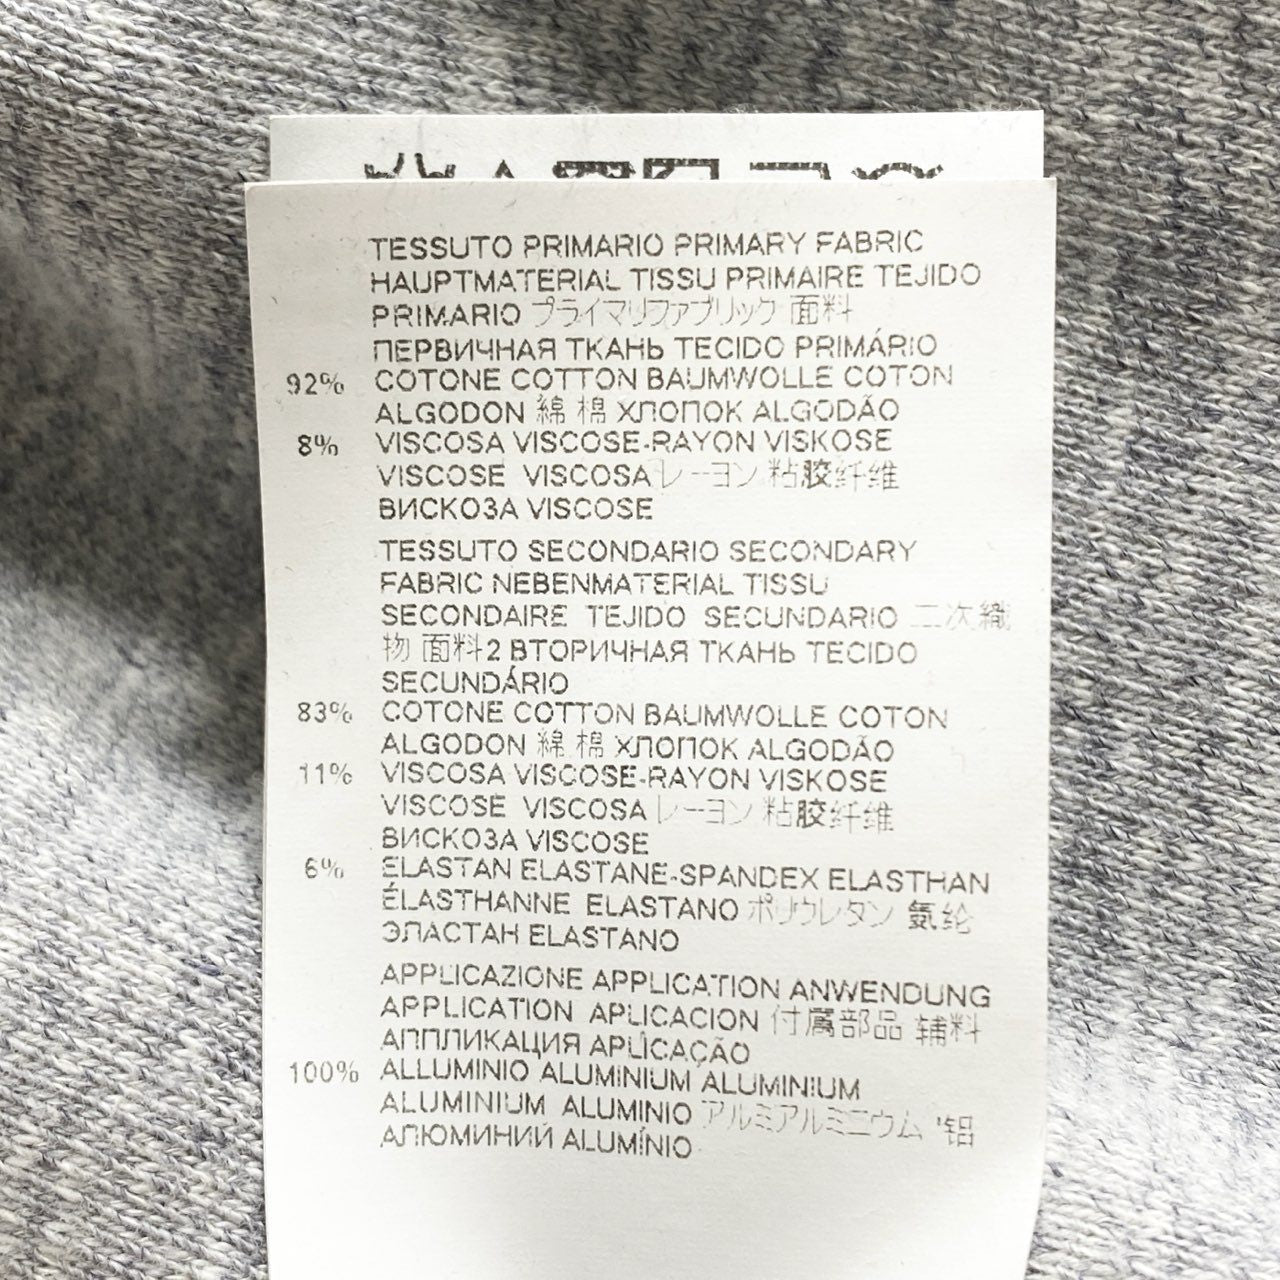 TESSUTO PRIMARIO PRIMARY FABRIC
HAUPTMATERIAL TISSU PRIMAIRE TEJIDO
PRIMARIO プライマリファブリック 面料
ПЕРВИЧНАЯ ТКАНЬ TECIDO PRIMÁRIO
92% COTONE COTTON BAUMWOLLE COTON
ALGODON 綿 棉 ХЛОПОК ALGODÃO
8% VISCOSA VISCOSE-RAYON VISKOSE
VISCOSE VISCOSA レーヨン 粘胶纤维
ВИСКОЗА VISCOSE
TESSUTO SECONDARIO SECONDARY
FABRIC NEBENMATERIAL TISSU
SECONDAIRE TEJIDO SECUNDARIO 二次織
物 面料2 ВТОРИЧНАЯ ТКАНЬ TECIDO
SECUNDÁRIO
83% COTONE COTTON BAUMWOLLE COTON
ALGODON 綿 棉 ХЛОПОК ALGODÃO
11% VISCOSA VISCOSE-RAYON VISKOSE
VISCOSE VISCOSA レーヨン 粘胶纤维
ВИСКОЗА VISCOSE
6% ELASTAN ELASTANE-SPANDEX ELASTHAN
ÉLASTHANNE ELASTANO ポリウレタン 氨纶
ЭЛАСТАН ELASTANO
APPLICAZIONE APPLICATION ANWENDUNG
APPLICATION APLICACION 付属部品 辅料
АППЛИКАЦИЯ APLICAÇÃO
100% ALLUMINIO ALUMINIUM ALUMINIUM
ALUMINIUM ALUMINIO アルミアルミニウム '铝
АЛЮМИНИЙ ALUMÍNIO